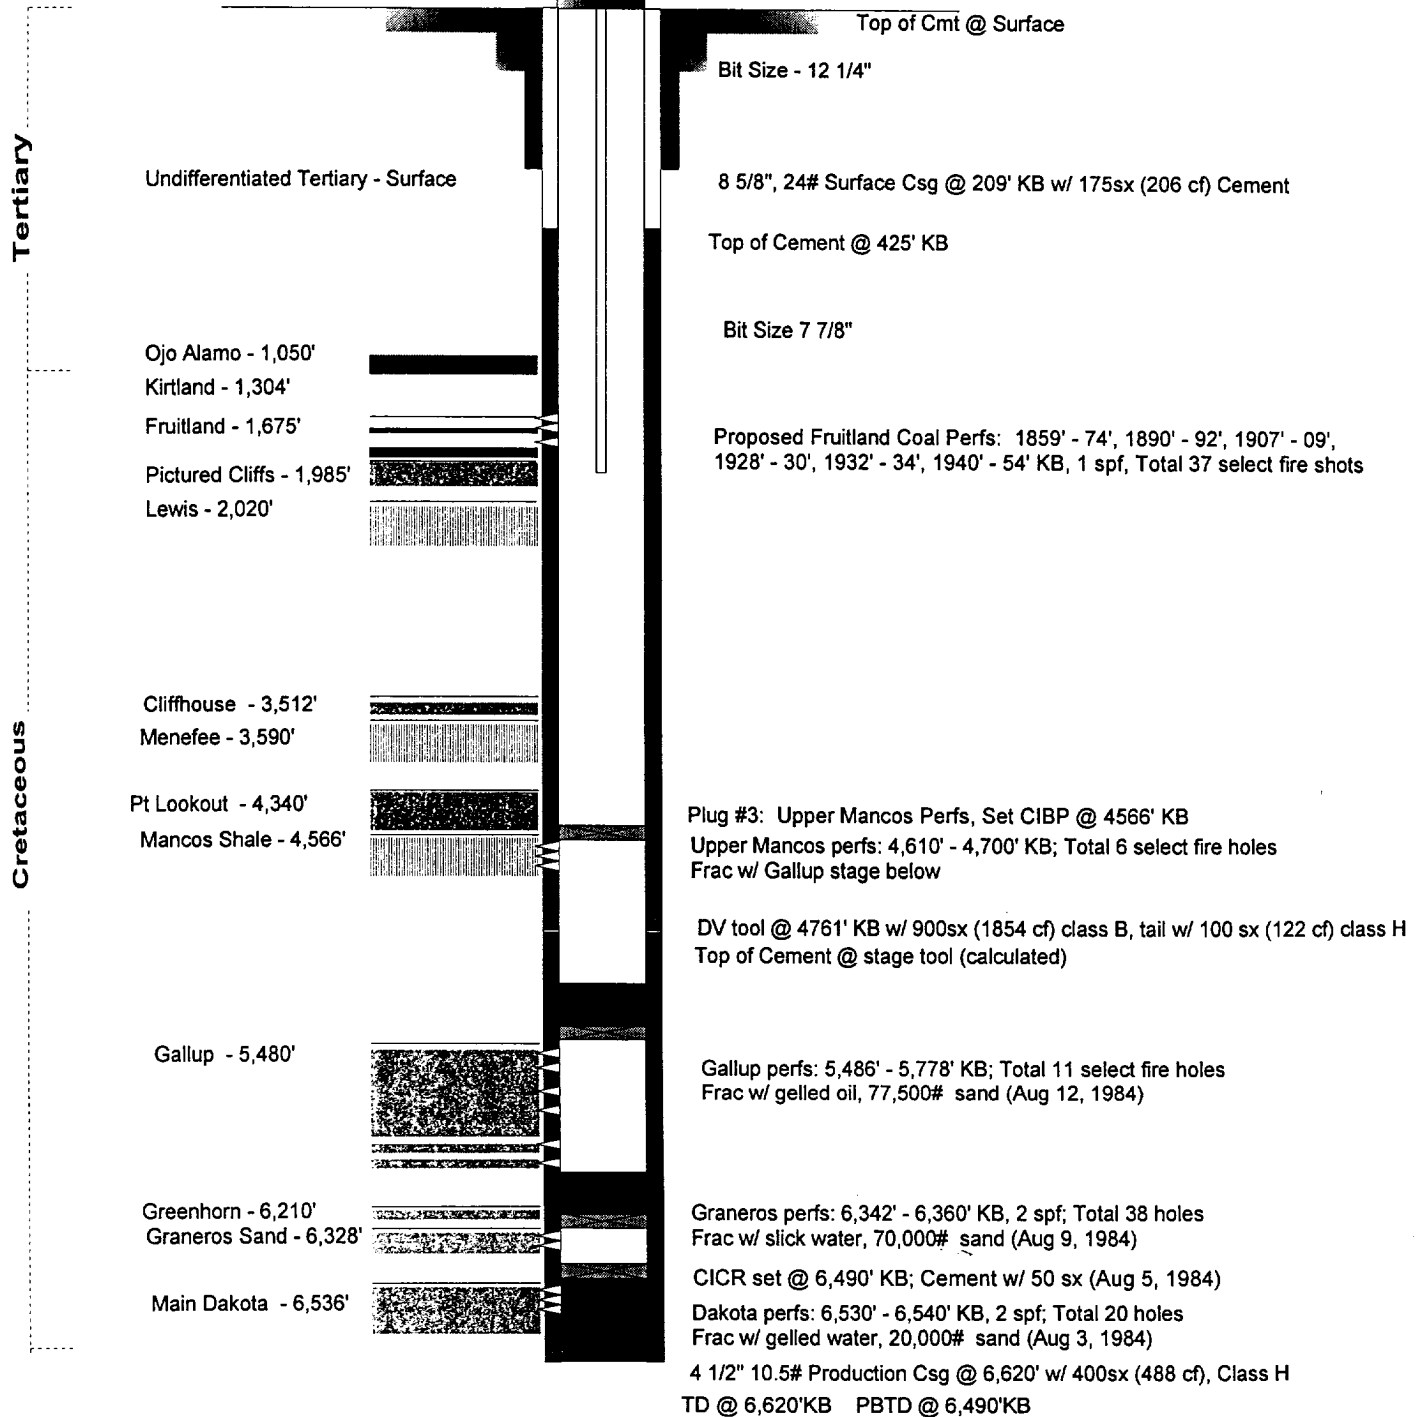 Top of Cmt @ Surface
Bit Size - 12 1/4"
Tertiary
Undifferentiated Tertiary - Surface
8 5/8", 24# Surface Csg @ 209' KB w/ 175sx (206 cf) Cement
Top of Cement @ 425' KB
Bit Size 7 7/8"
Ojo Alamo - 1,050'
Kirtland - 1,304'
Fruitland - 1,675'
Proposed Fruitland Coal Perfs: 1859' - 74', 1890' - 92', 1907' - 09',
1928' - 30', 1932' - 34', 1940' - 54' KB, 1 spf, Total 37 select fire shots
Pictured Cliffs - 1,985'
Lewis - 2,020'
Cretaceous
Cliffhouse - 3,512'
Menefee - 3,590'
Pt Lookout - 4,340'
Mancos Shale - 4,566'
Plug #3: Upper Mancos Perfs, Set CIBP @ 4566' KB
Upper Mancos perfs: 4,610' - 4,700' KB; Total 6 select fire holes
Frac w/ Gallup stage below
DV tool @ 4761' KB w/ 900sx (1854 cf) class B, tail w/ 100 sx (122 cf) class H
Top of Cement @ stage tool (calculated)
Gallup - 5,480'
Gallup perfs: 5,486' - 5,778' KB; Total 11 select fire holes
Frac w/ gelled oil, 77,500# sand (Aug 12, 1984)
Greenhorn - 6,210'
Graneros Sand - 6,328'
Graneros perfs: 6,342' - 6,360' KB, 2 spf; Total 38 holes
Frac w/ slick water, 70,000# sand (Aug 9, 1984)
CICR set @ 6,490' KB; Cement w/ 50 sx (Aug 5, 1984)
Main Dakota - 6,536'
Dakota perfs: 6,530' - 6,540' KB, 2 spf; Total 20 holes
Frac w/ gelled water, 20,000# sand (Aug 3, 1984)
4 1/2" 10.5# Production Csg @ 6,620' w/ 400sx (488 cf), Class H
TD @ 6,620'KB PBTD @ 6,490'KB